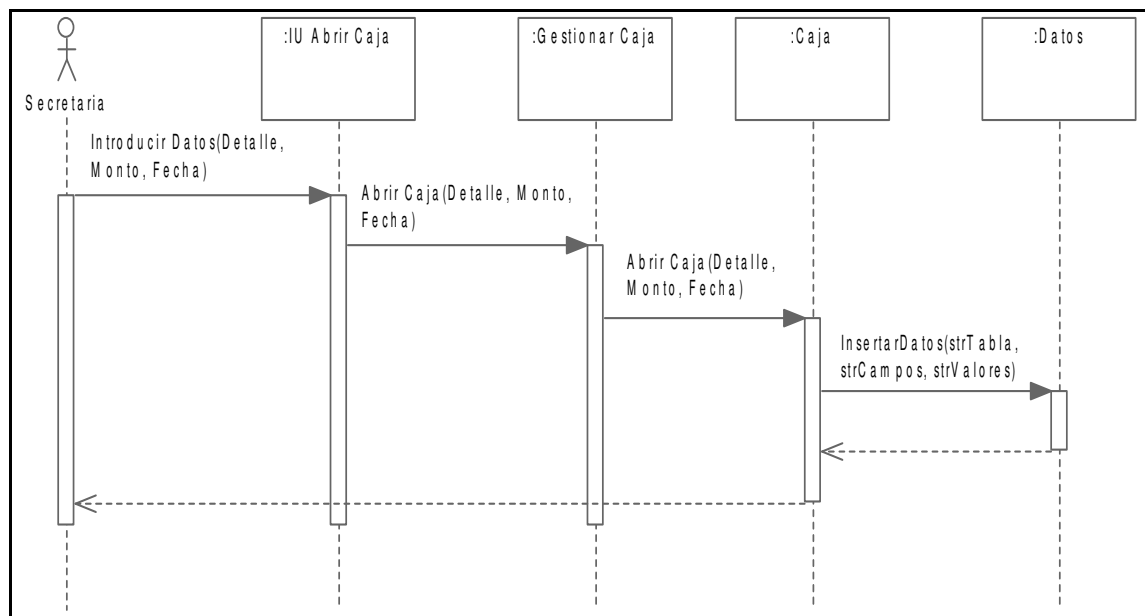 :IU Abrir Caja
:Gestionar Caja
:Caja
:Datos
Secretaria
Introducir Datos(Detalle,
Monto, Fecha)
Abrir Caja(Detalle, Monto,
Fecha)
Abrir Caja(Detalle,
Monto, Fecha)
InsertarDatos(strTabla,
strCampos, strValores)